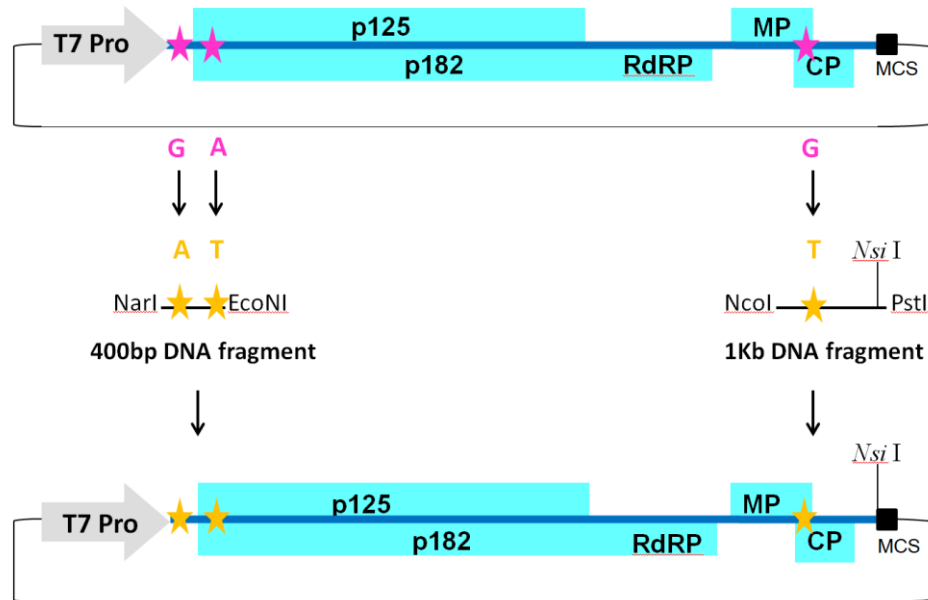 T7 Pro
p125
MP
p182
RdRP
CP
MCS
G A G
A T T
Nsi I
NarI EcoNI NcoI PstI
400bp DNA fragment 1Kb DNA fragment
Nsi I
T7 Pro
p125
MP
p182
RdRP
CP
MCS